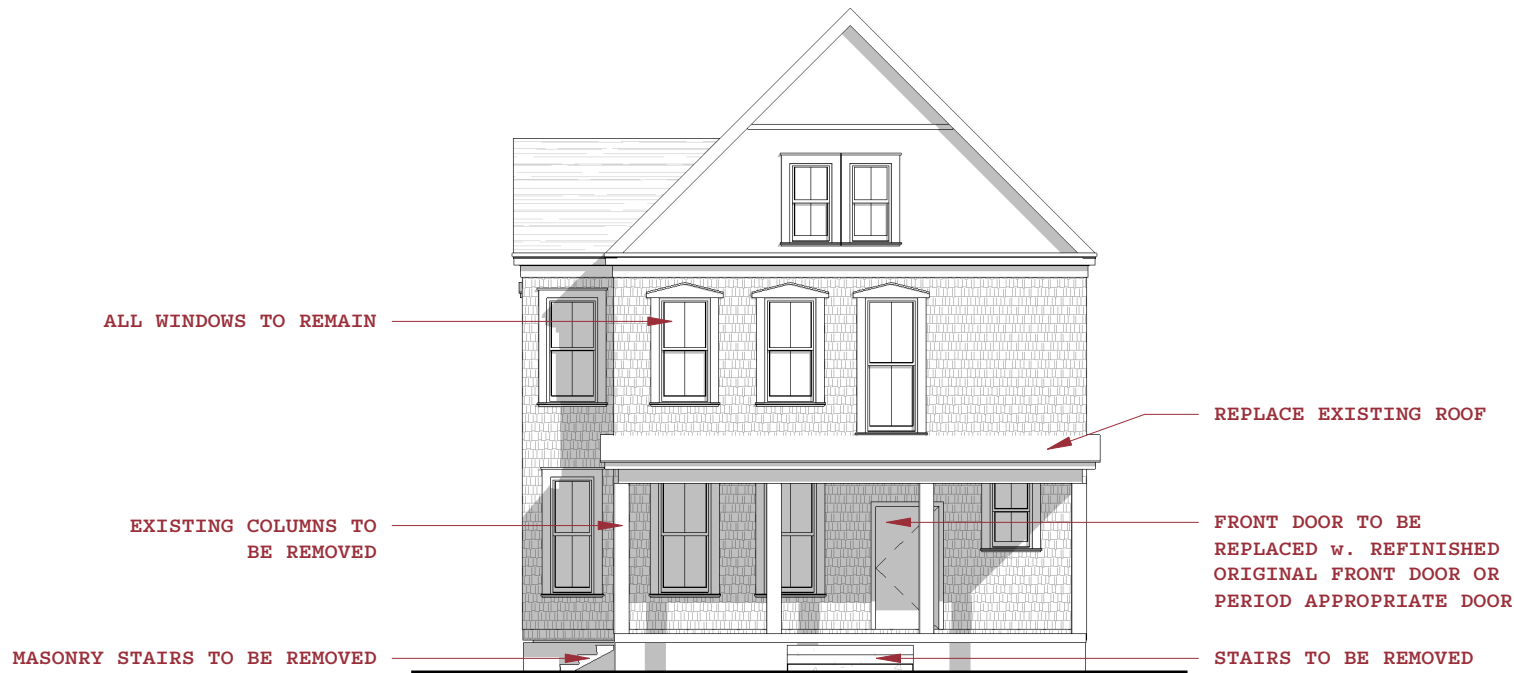 ALL WINDOWS TO REMAIN
REPLACE EXISTING ROOF
EXISTING COLUMNS TO
BE REMOVED
FRONT DOOR TO BE
REPLACED w. REFINISHED
ORIGINAL FRONT DOOR OR
PERIOD APPROPRIATE DOOR
MASONRY STAIRS TO BE REMOVED
STAIRS TO BE REMOVED